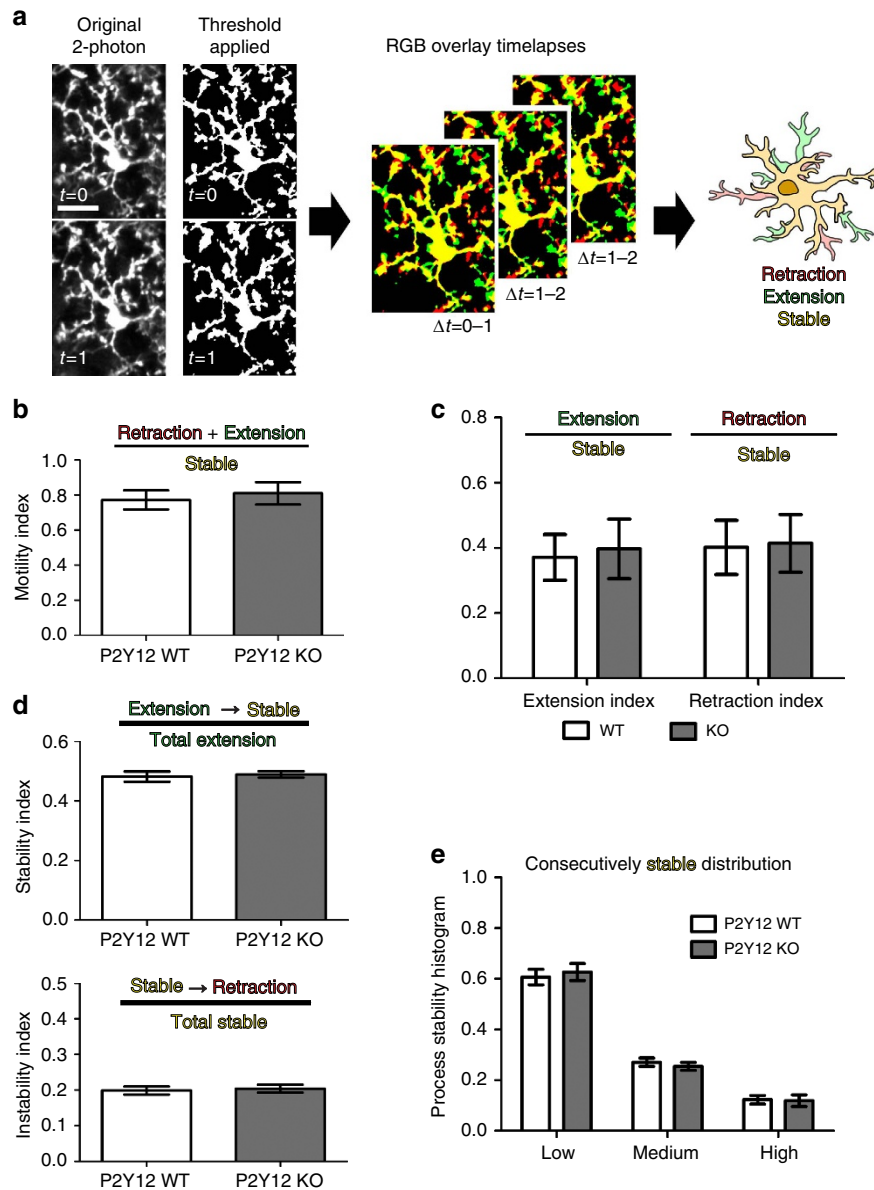 a
Original
2-photon
Threshold
applied
RGB overlay timelapses
t=0
t=0
t=1
t=1
Δt=0–1
Δt=1–2
Δt=1–2
Retraction
Extension
Stable
b
Retraction + Extension
Stable
Motility index
1.0
0.8
0.6
0.4
0.2
0.0
P2Y12 WT
P2Y12 KO
c
0.8
0.6
0.4
0.2
0.0
Extension
Stable
Retraction
Stable
Extension index
Retraction index
WT
KO
d
Extension → Stable
Total extension
Stability index
0.6
0.4
0.2
0.0
P2Y12 WT
P2Y12 KO
Stable → Retraction
Total stable
Instability index
0.5
0.4
0.3
0.2
0.1
0.0
P2Y12 WT
P2Y12 KO
e
Consecutively stable distribution
Process stability histogram
1.0
0.8
0.6
0.4
0.2
0.0
P2Y12 WT
P2Y12 KO
Low
Medium
High